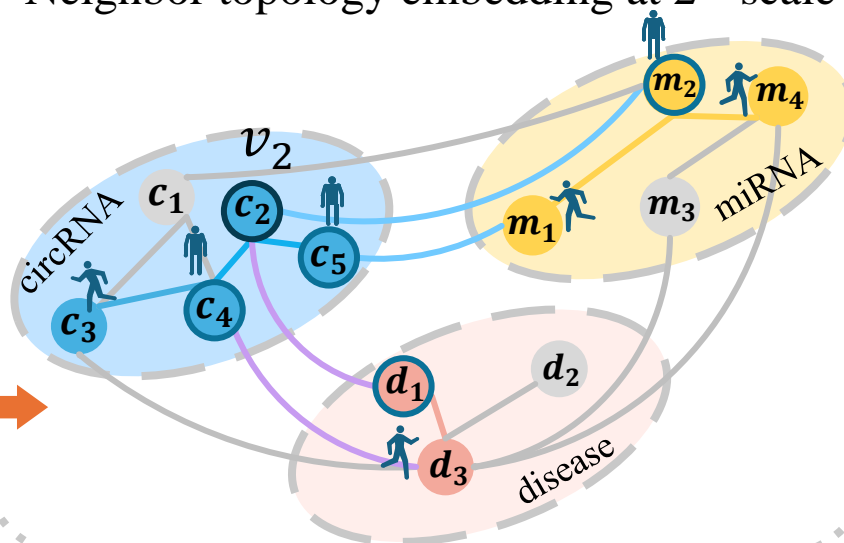 Neighbor topology embedding at 2 scale
v₂
circRNA
c₁
c₂
c₃
c₄
c₅
miRNA
m₁
m₂
m₃
m₄
disease
d₁
d₂
d₃